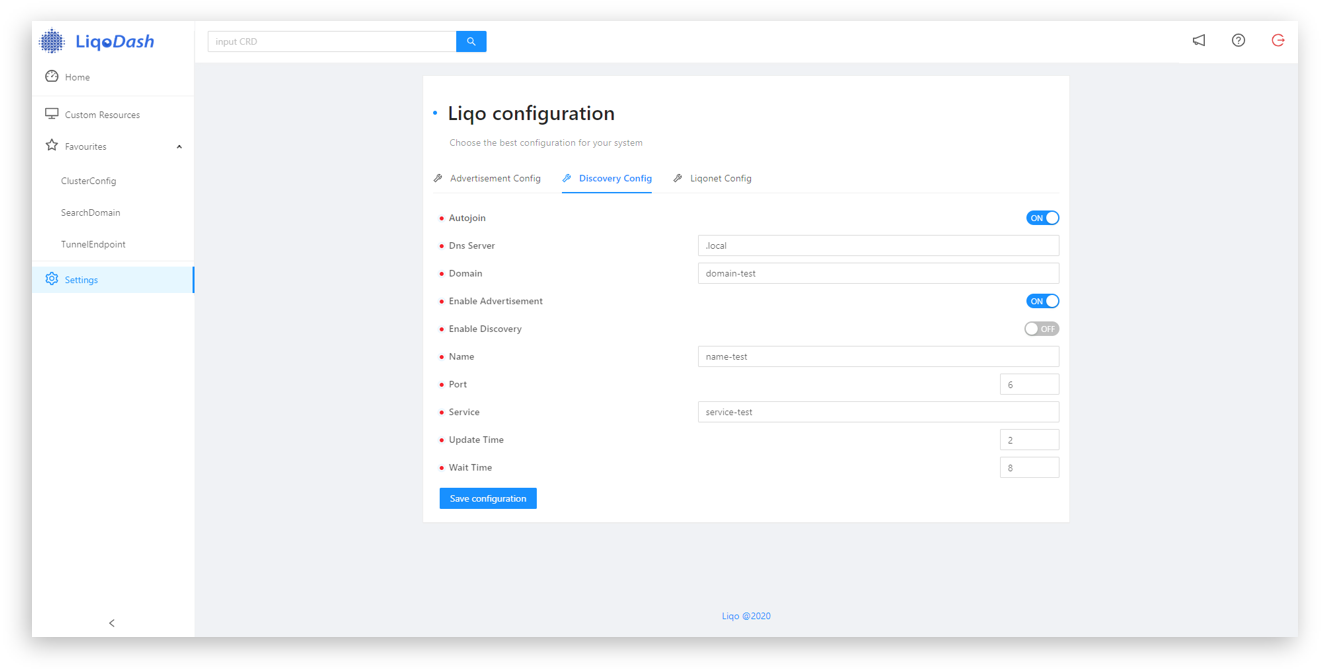 LiqoDash
input CRD
Home
Custom Resources
Favourites
ClusterConfig
SearchDomain
TunnelEndpoint
Settings
Liqo configuration
Choose the best configuration for your system
Advertisement Config Discovery Config Liqonet Config
Autojoin ON
Dns Server .local
Domain domain-test
Enable Advertisement ON
Enable Discovery OFF
Name name-test
Port 6
Service service-test
Update Time 2
Wait Time 8
Save configuration
Liqo @2020